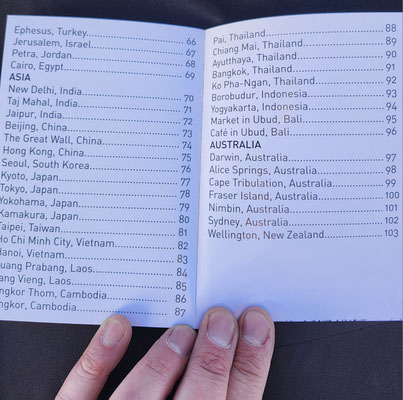 Ephesus, Turkey 66
Jerusalem, Israel 67
Petra, Jordan 68
Cairo, Egypt 69
ASIA
New Delhi, India 70
Taj Mahal, India 71
Jaipur, India 72
Beijing, China 73
The Great Wall, China 74
Hong Kong, China 75
Seoul, South Korea 76
Kyoto, Japan 77
Tokyo, Japan 78
Yokohama, Japan 79
Kamakura, Japan 80
Taipei, Taiwan 81
Ho Chi Minh City, Vietnam 82
Hanoi, Vietnam 83
uang Prabang, Laos 84
ang Vieng, Laos 85
ngkor Thom, Cambodia 86
ngkor, Cambodia 87
Pai, Thailand 88
Chiang Mai, Thailand 89
Ayutthaya, Thailand 90
Bangkok, Thailand 91
Ko Pha-Ngan, Thailand 92
Borobudur, Indonesia 93
Yogyakarta, Indonesia 94
Market in Ubud, Bali 95
Café in Ubud, Bali 96
AUSTRALIA
Darwin, Australia 97
Alice Springs, Australia 98
Cape Tribulation, Australia 99
Fraser Island, Australia 100
Nimbin, Australia 101
Sydney, Australia 102
Wellington, New Zealand 103